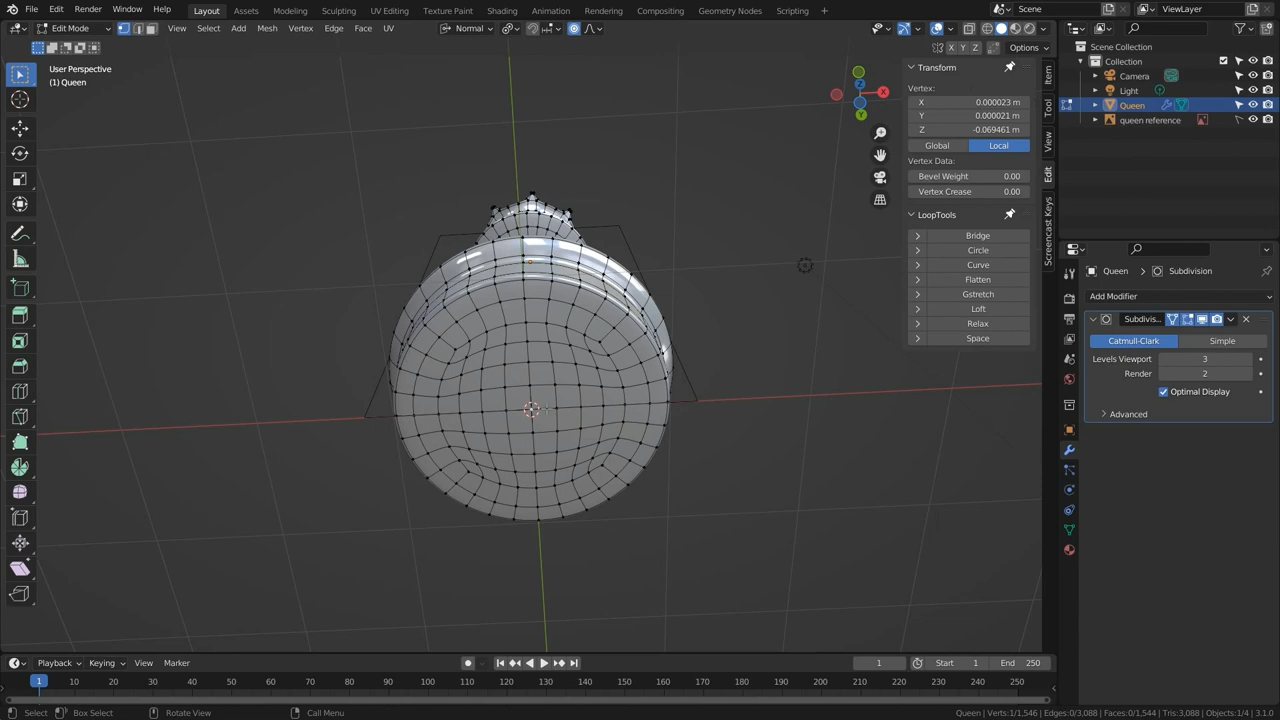 File Edit Render Window Help Layout Assets Modeling Sculpting UV Editing Texture Paint Shading Animation Rendering Compositing Geometry Nodes Scripting + Scene ViewLayer
Edit Mode View Select Add Mesh Vertex Edge Face UV Normal
X Y Z Options
User Perspective
(1) Queen
Transform
Vertex:
X 0.000023 m
Y 0.000021 m
Z -0.069461 m
Global Local
Vertex Data:
Bevel Weight 0.00
Vertex Crease 0.00
LoopTools
Bridge
Circle
Curve
Flatten
Gstretch
Loft
Relax
Space
Item
Tool
View
Edit
Screencast Keys
X
Z
Y
Scene Collection
Collection
Camera
Light
Queen
queen reference
Queen Subdivision
Add Modifier
Subdivis...
Catmull-Clark Simple
Levels Viewport 3
Render 2
Optimal Display
Advanced
Playback Keying View Marker 1 Start 1 End 250
1 10 20 30 40 50 60 70 80 90 100 110 120 130 140 150 160 170 180 190 200 210 220 230 240 250
Select Box Select Rotate View Call Menu Queen | Verts:1/1,546 | Edges:0/3,088 | Faces:0/1,544 | Tris:3,088 | Objects:1/4 | 3.1.0